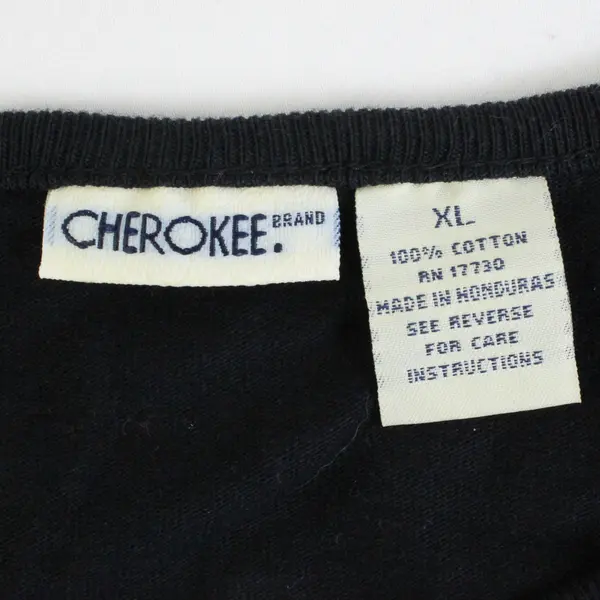 CHEROKEE. BRAND
XL
100% COTTON
RN 17730
MADE IN HONDURAS
SEE REVERSE
FOR CARE
INSTRUCTIONS